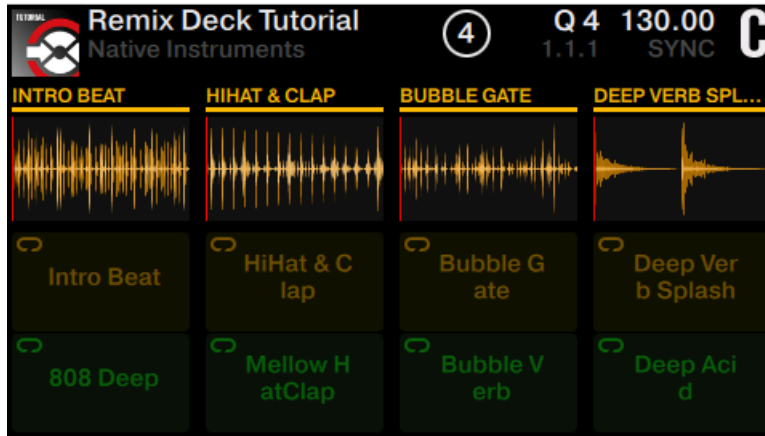 TUTORIAL
Remix Deck Tutorial
Native Instruments
4
Q 4 130.00
1.1.1 SYNC
C
INTRO BEAT
HIHAT & CLAP
BUBBLE GATE
DEEP VERB SPL...
Intro Beat
HiHat & C
lap
Bubble G
ate
Deep Ver
b Splash
808 Deep
Mellow H
atClap
Bubble V
erb
Deep Aci
d